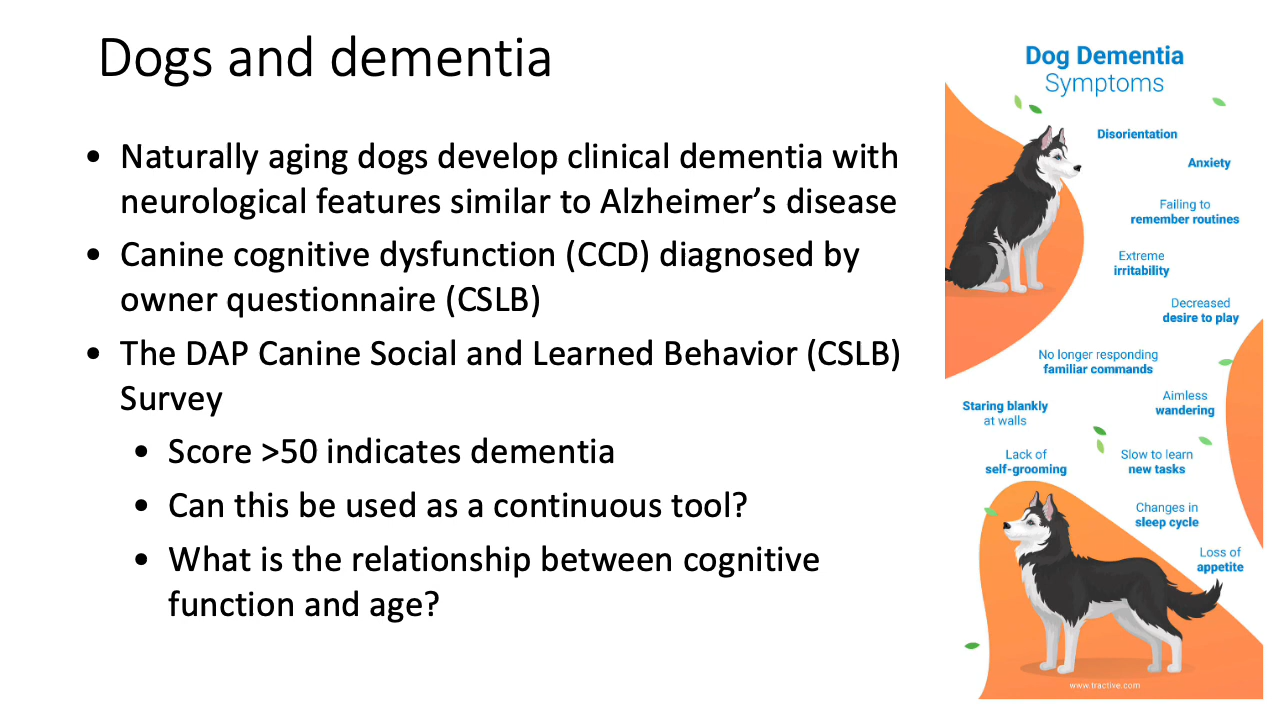 Dogs and dementia
• Naturally aging dogs develop clinical dementia with
neurological features similar to Alzheimer’s disease
• Canine cognitive dysfunction (CCD) diagnosed by
owner questionnaire (CSLB)
• The DAP Canine Social and Learned Behavior (CSLB)
Survey
• Score >50 indicates dementia
• Can this be used as a continuous tool?
• What is the relationship between cognitive
function and age?
Dog Dementia
Symptoms
Disorientation
Anxiety
Failing to
remember routines
Extreme
irritability
Decreased
desire to play
No longer responding
familiar commands
Aimless
wandering
Staring blankly
at walls
Lack of
self-grooming
Slow to learn
new tasks
Changes in
sleep cycle
Loss of
appetite
www.tractive.com